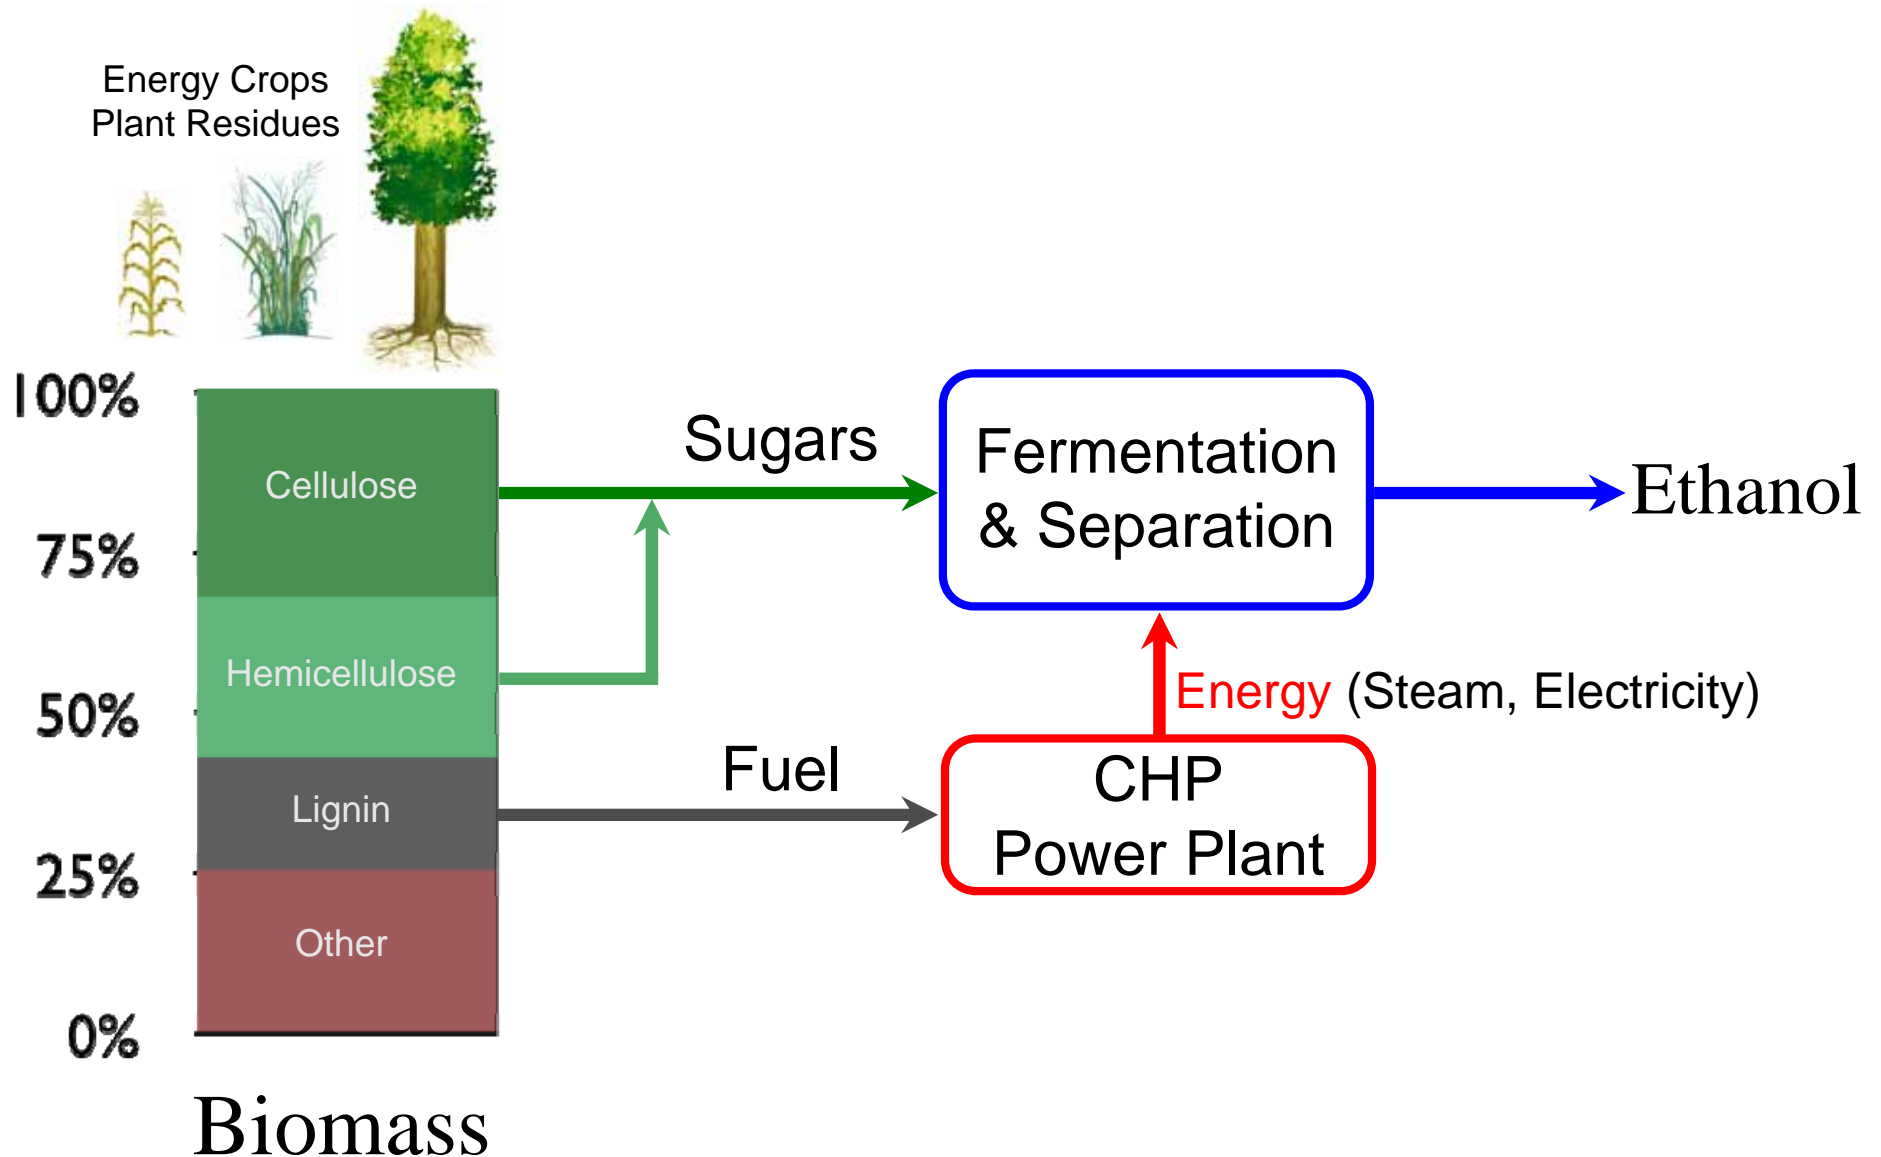 Energy Crops
Plant Residues
100%
75%
50%
25%
0%
Cellulose
Hemicellulose
Lignin
Other
Biomass
Sugars
Fuel
Fermentation
& Separation
Energy (Steam, Electricity)
CHP
Power Plant
Ethanol